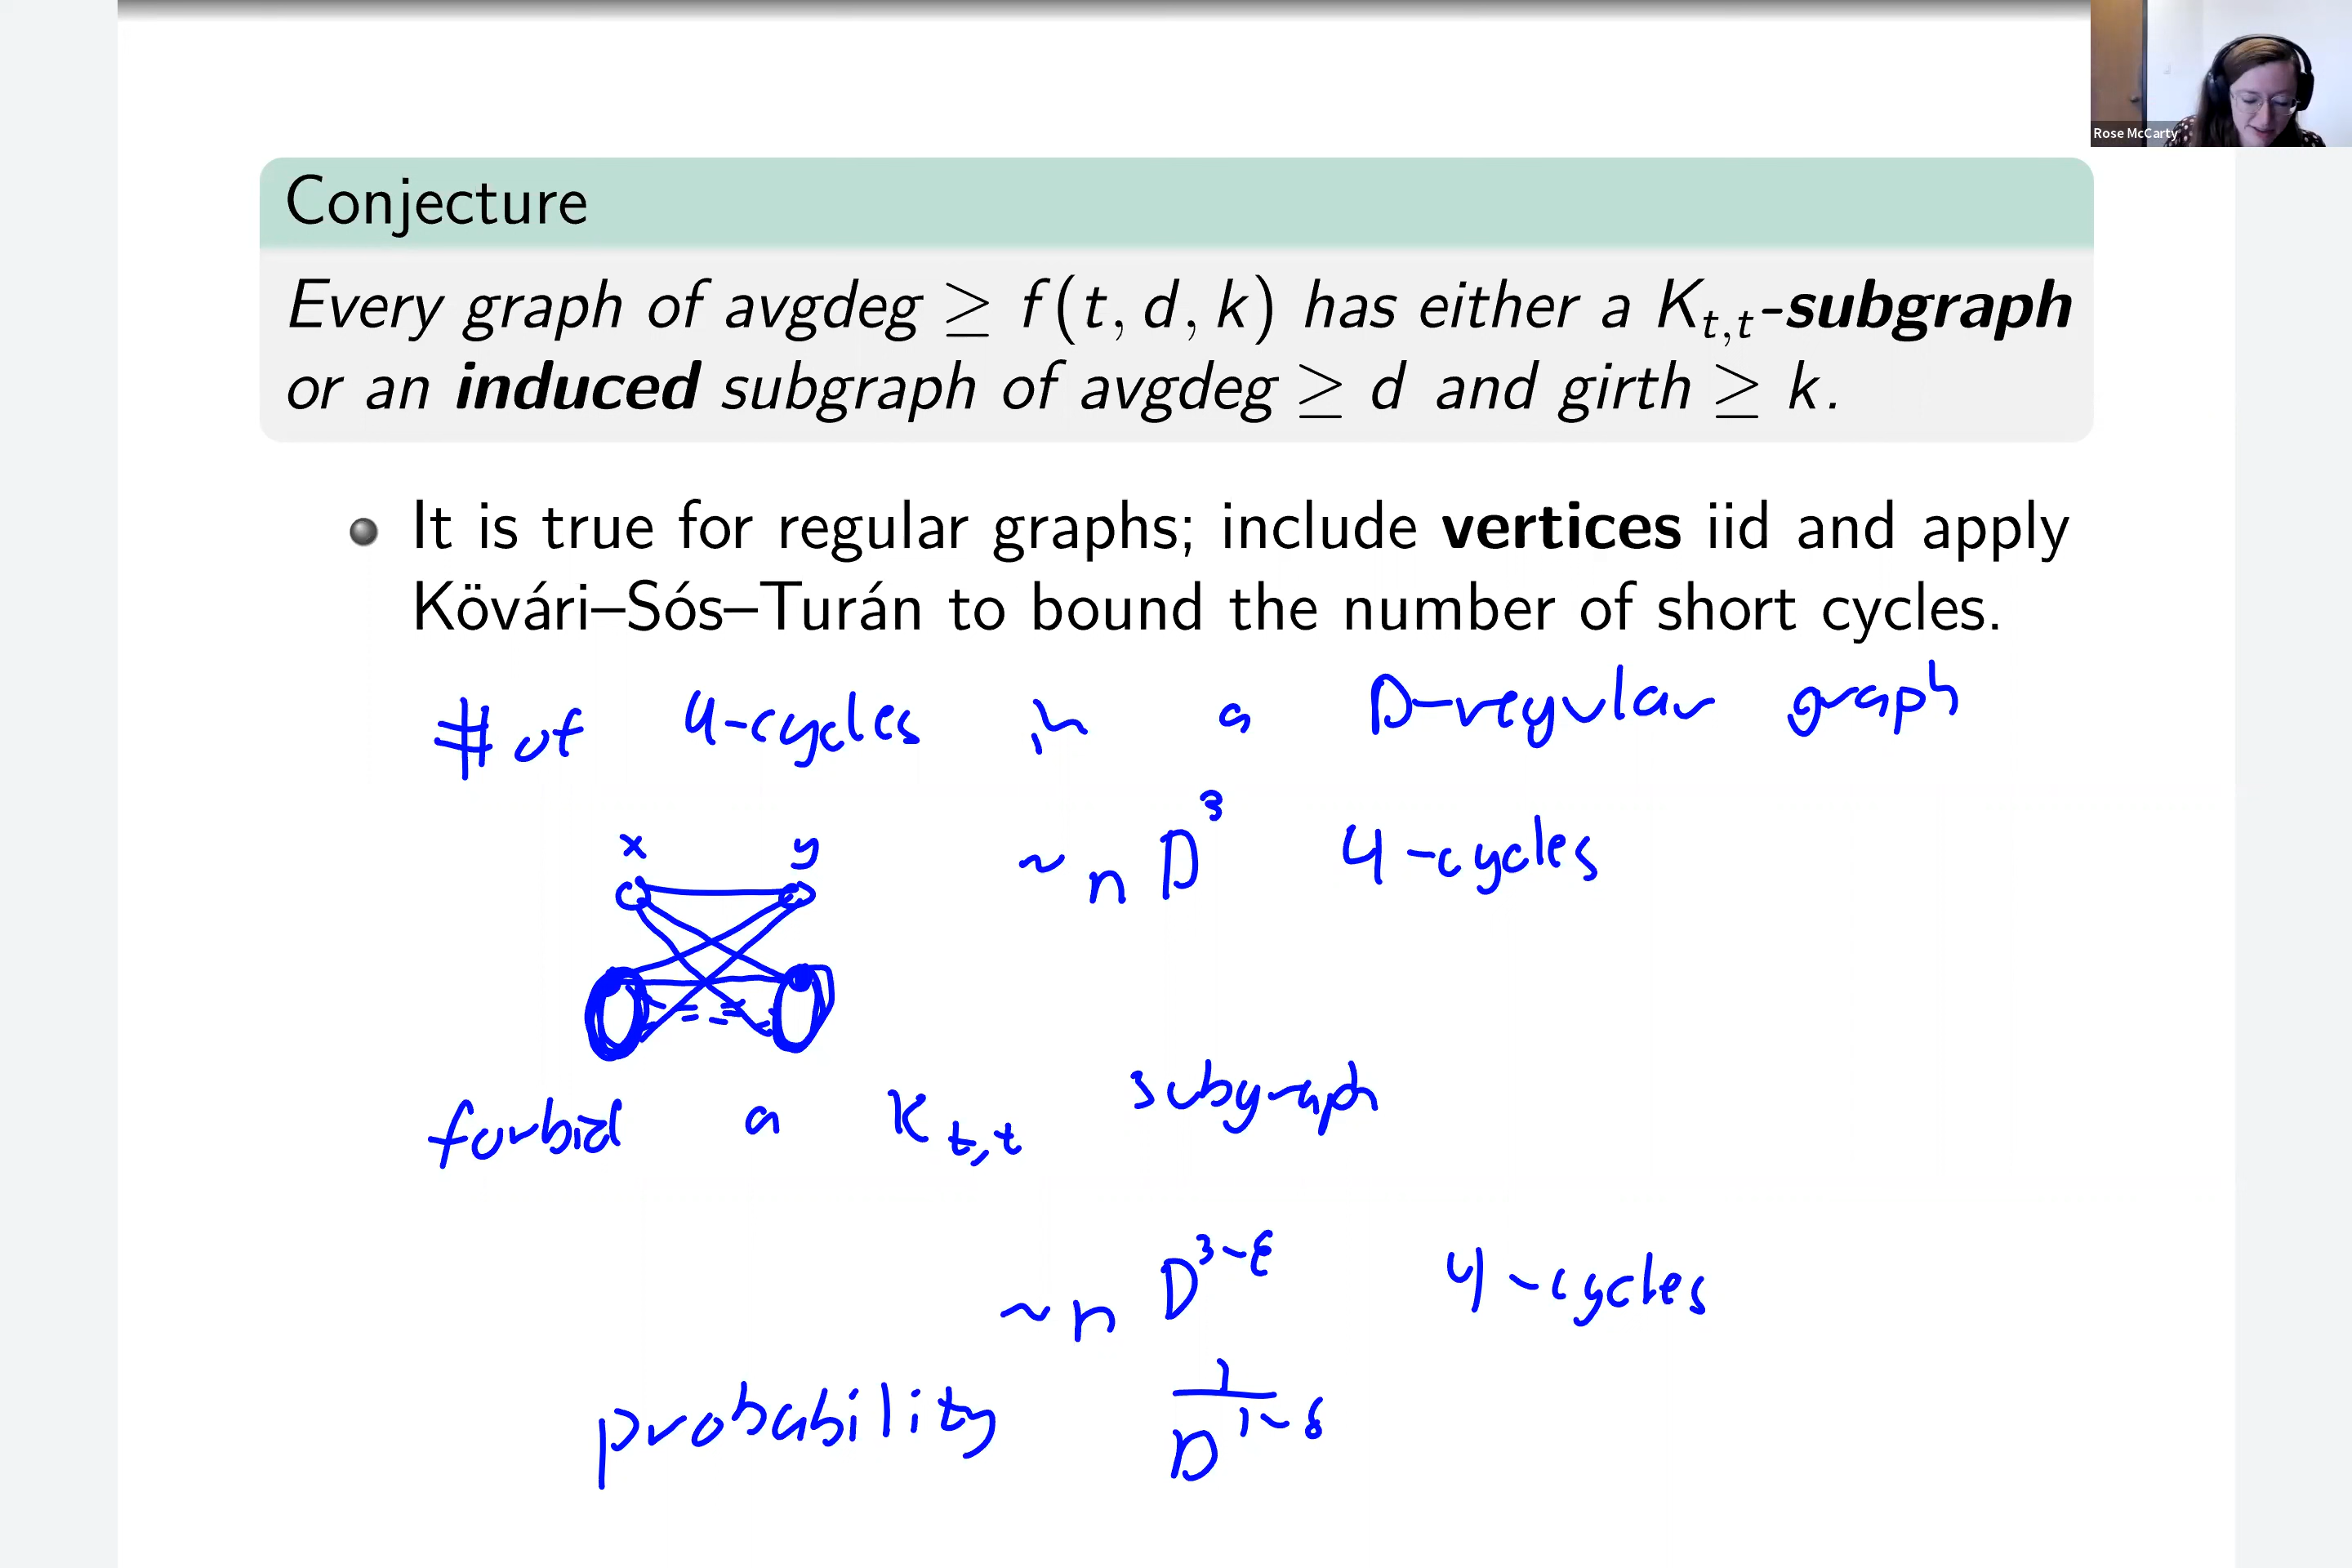 Rose McCarty
Conjecture
Every graph of avgdeg ≥ f(t, d, k) has either a K_{t,t}-subgraph
or an induced subgraph of avgdeg ≥ d and girth ≥ k.
It is true for regular graphs; include vertices iid and apply
Kövári–Sós–Turán to bound the number of short cycles.
# of 4-cycles in a D-regular graph
x y
~ n D^3 4-cycles
forbid a K_{t,t} subgraph
~ n D^{3-ε} 4-cycles
probability 1/D^{1-δ}